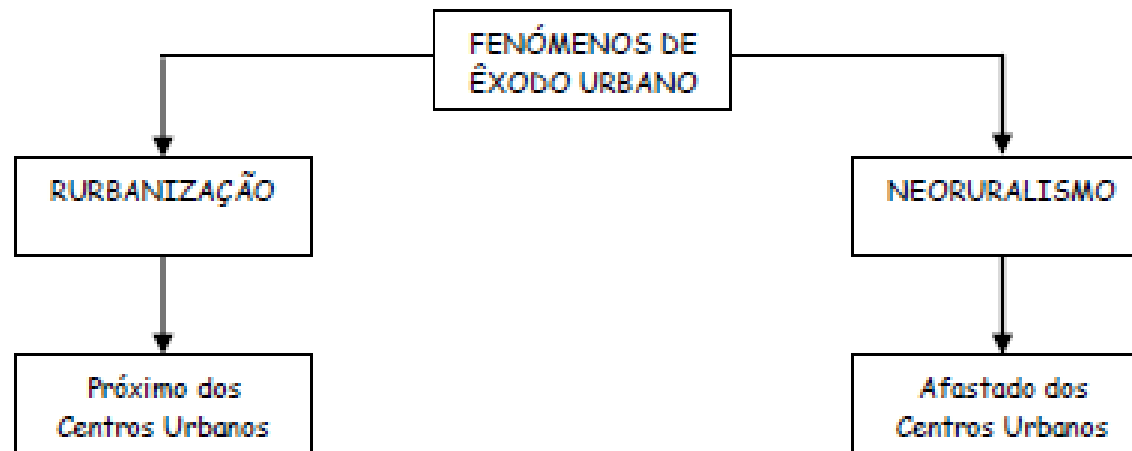 FENÓMENOS DE
ÊXODO URBANO
RURBANIZAÇÃO
NEORURALISMO
Próximo dos
Centros Urbanos
Afastado dos
Centros Urbanos